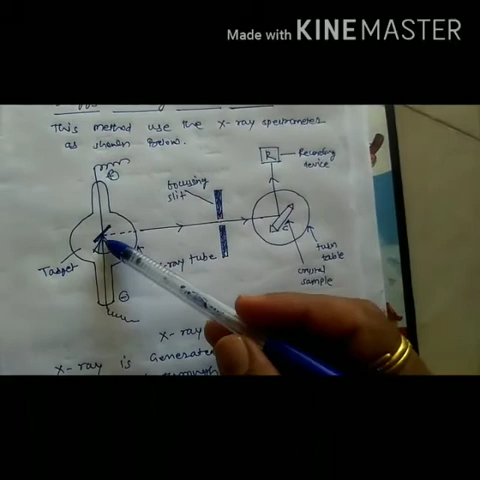 Made with KINEMASTER
This method use the X-ray spectrometer
as shown below.
R
Recording
device
focussing
slit
⊕
Target
X-ray tube
turn
table
crystal
sample
⊖
X-ray
X-ray is Generated